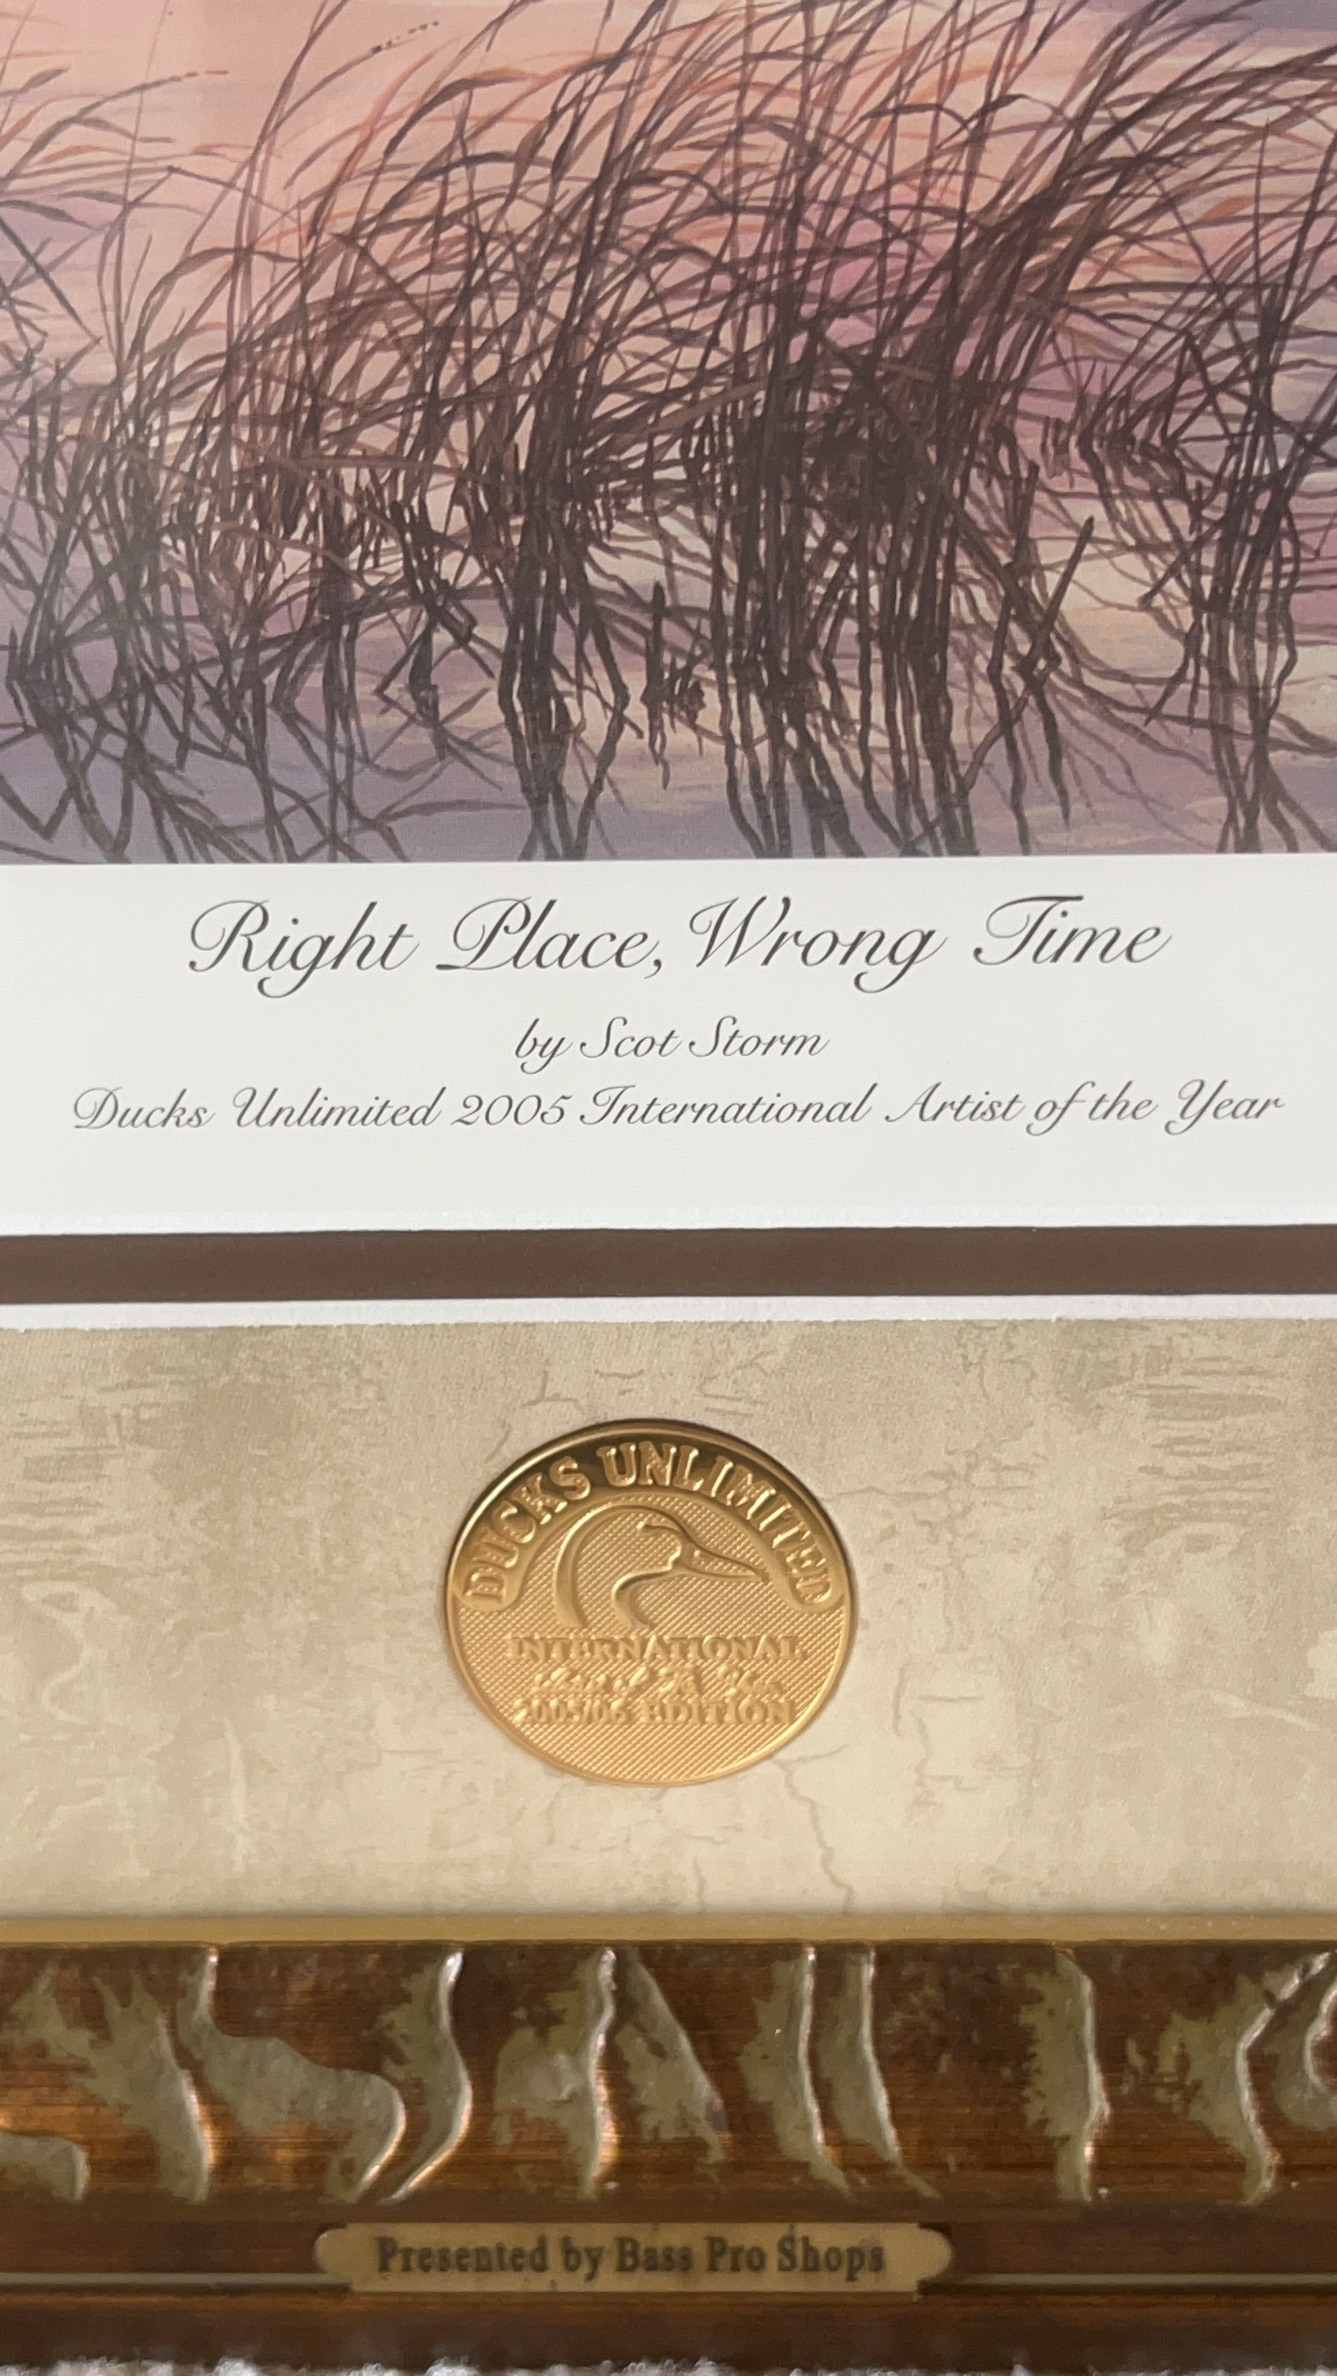 Right Place, Wrong Time
by Scot Storm
Ducks Unlimited 2005 International Artist of the Year
DUCKS UNLIMITED
INTERNATIONAL
2005/06 EDITION
Presented by Bass Pro Shops